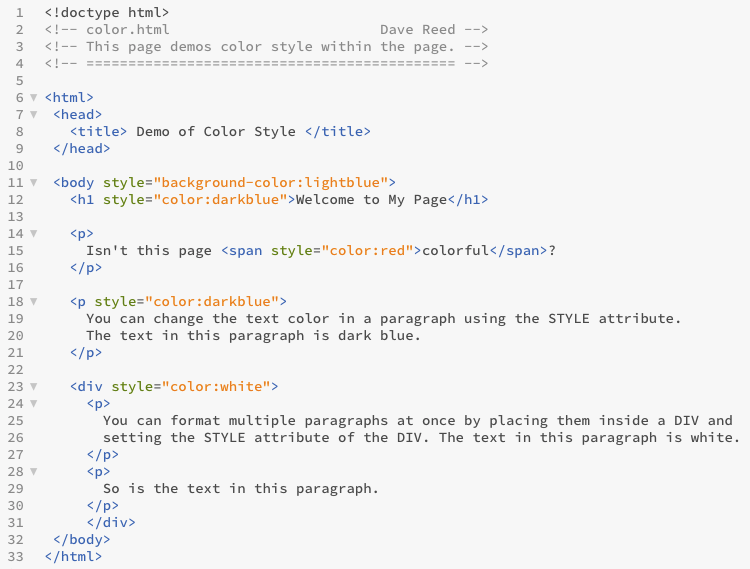 1 <!doctype html>
2 <!-- color.html                         Dave Reed -->
3 <!-- This page demos color style within the page. -->
4 <!-- ============================================ -->
5
6 <html>
7  <head>
8    <title> Demo of Color Style </title>
9  </head>
10
11  <body style="background-color:lightblue">
12    <h1 style="color:darkblue">Welcome to My Page</h1>
13
14    <p>
15      Isn't this page <span style="color:red">colorful</span>?
16    </p>
17
18    <p style="color:darkblue">
19      You can change the text color in a paragraph using the STYLE attribute.
20      The text in this paragraph is dark blue.
21    </p>
22
23    <div style="color:white">
24      <p>
25        You can format multiple paragraphs at once by placing them inside a DIV and
26        setting the STYLE attribute of the DIV. The text in this paragraph is white.
27      </p>
28      <p>
29        So is the text in this paragraph.
30      </p>
31      </div>
32  </body>
33 </html>